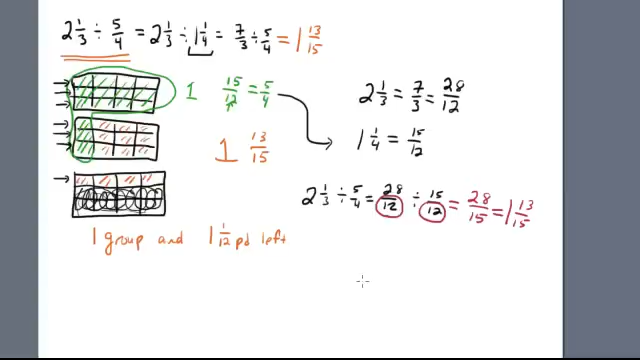 2 1/3 ÷ 5/4 = 2 1/3 ÷ 1 1/4 = 7/3 ÷ 5/4 = 1 13/15
1 15/12 = 5/4
1 13/15
2 1/3 = 7/3 = 28/12
1 1/4 = 15/12
2 1/3 ÷ 5/4 = 28/12 ÷ 15/12 = 28/15 = 1 13/15
1 group and 1 1/12 pd left